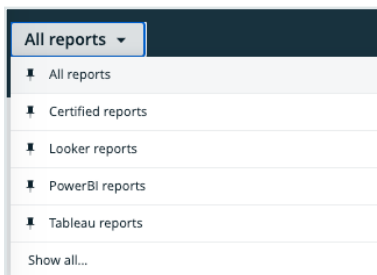 All reports
All reports
Certified reports
Looker reports
PowerBI reports
Tableau reports
Show all...